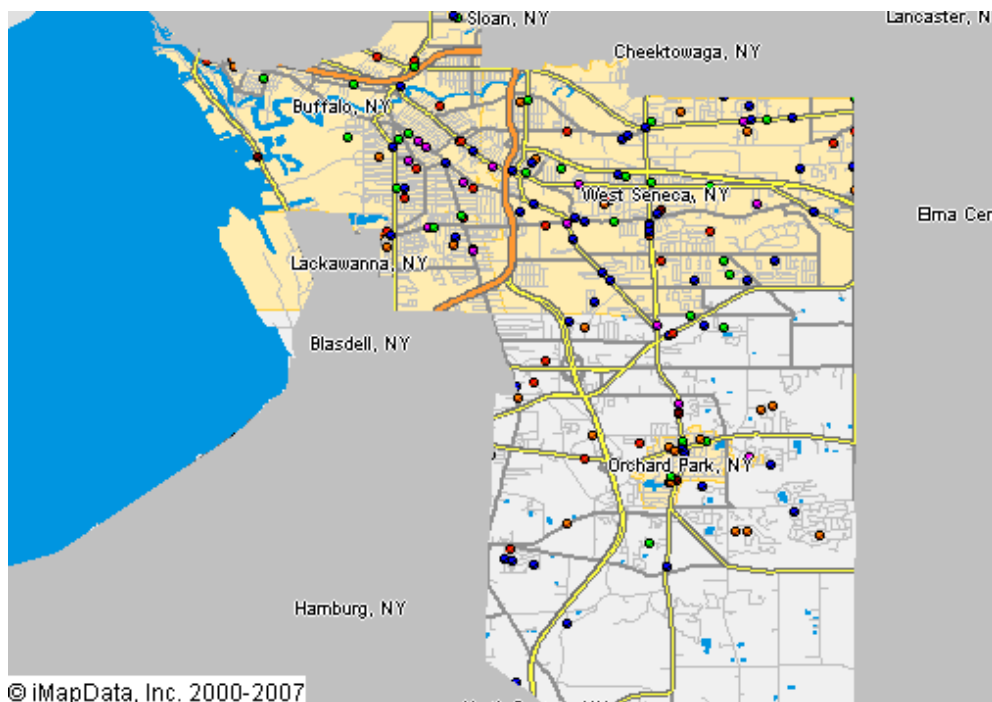 Sloan, NY
Lancaster, N
Cheektowaga, NY
Buffalo, NY
West Seneca, NY
Elma Cen
Lackawanna, NY
Blasdell, NY
Orchard Park, NY
Hamburg, NY
© iMapData, Inc. 2000-2007